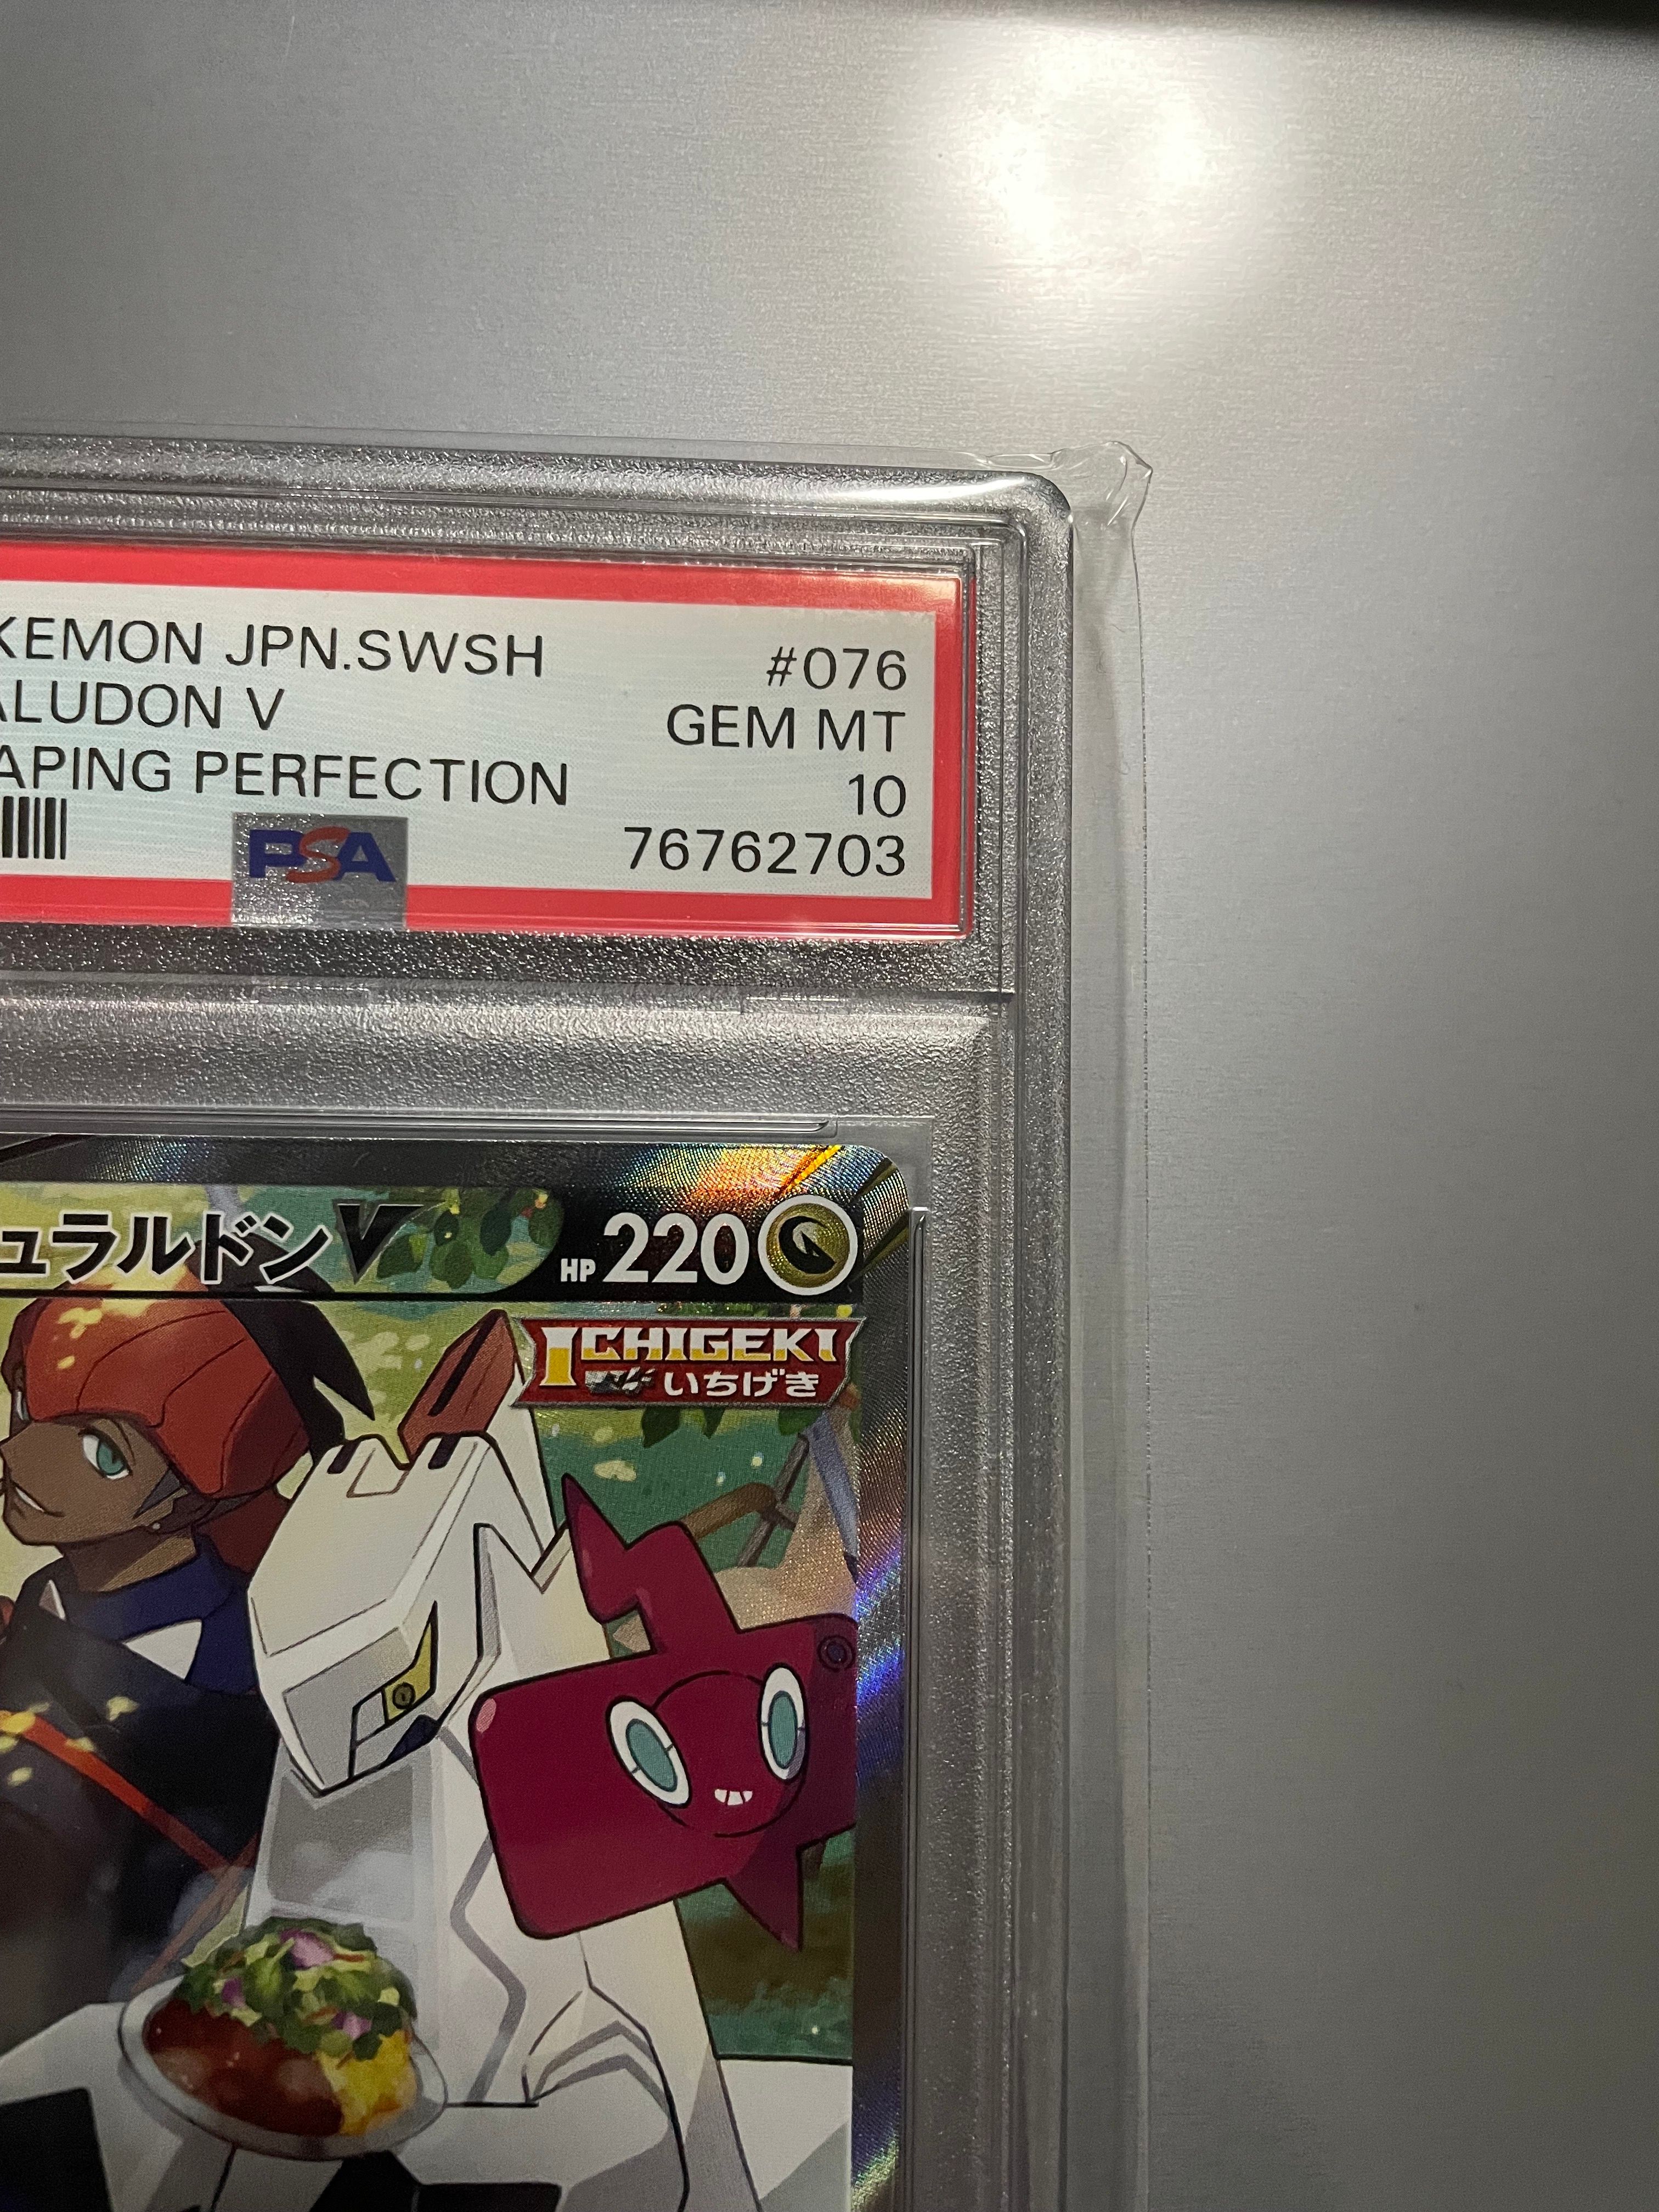 KEMON JPN.SWSH #076
ALUDON V GEM MT
APING PERFECTION 10
PSA 76762703
ュラルドンV HP 220
ICHIGEKI
いちげき